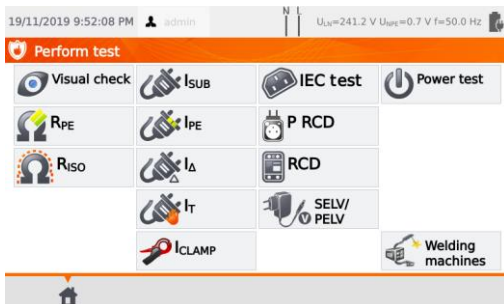 19/11/2019 9:52:08 PM admin N L ULN=241.2 V UNPE=0.7 V f=50.0 Hz
Perform test
Visual check ISUB IEC test Power test
RPE IPE P RCD
RISO IΔ RCD
IT SELV/
PELV
ICLAMP Welding
machines